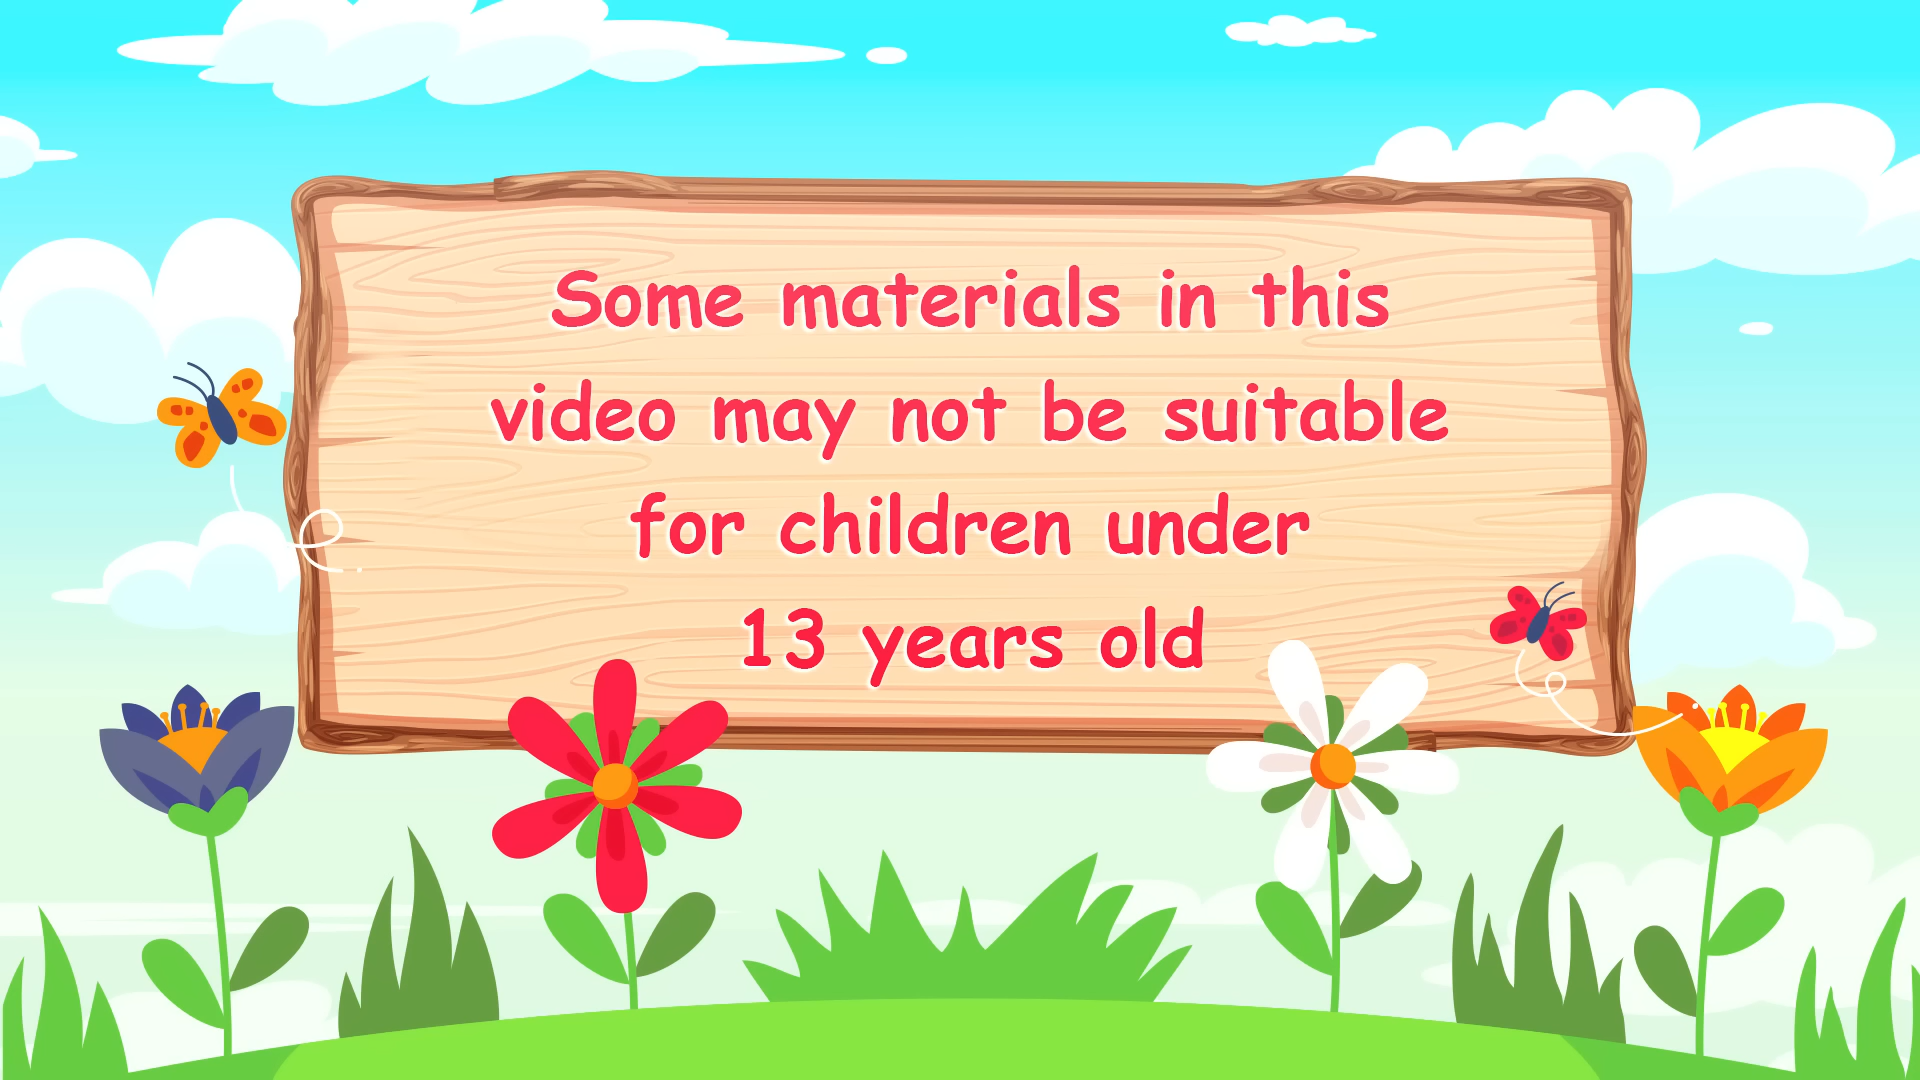 Some materials in this
video may not be suitable
for children under
13 years old